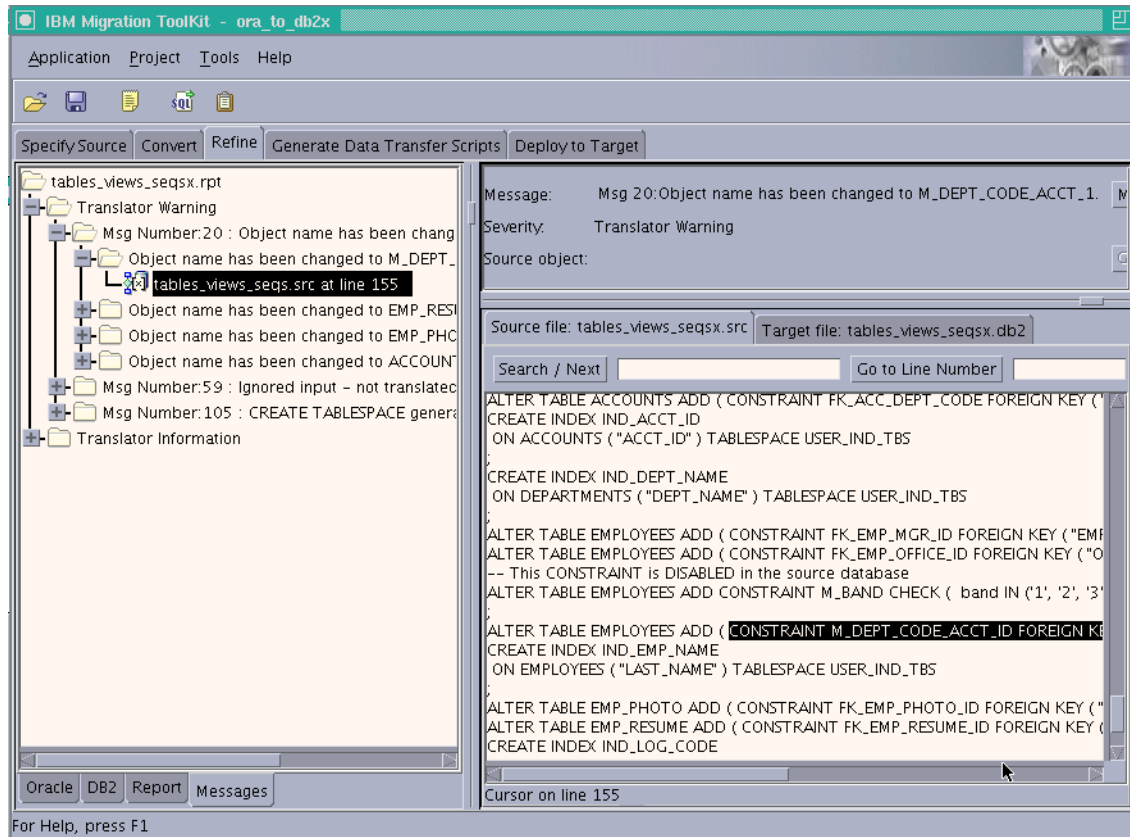 IBM Migration ToolKit - ora_to_db2x
Application Project Tools Help
SQL
Specify Source Convert Refine Generate Data Transfer Scripts Deploy to Target
tables_views_seqsx.rpt
Translator Warning
Msg Number:20 : Object name has been chang
Object name has been changed to M_DEPT_
tables_views_seqs.src at line 155
Object name has been changed to EMP_RESU
Object name has been changed to EMP_PHO
Object name has been changed to ACCOUNT
Msg Number:59 : Ignored input - not translated
Msg Number:105 : CREATE TABLESPACE genera
Translator Information
Oracle DB2 Report Messages
Message: Msg 20:Object name has been changed to M_DEPT_CODE_ACCT_1. M
Severity: Translator Warning
Source object: G
Source file: tables_views_seqsx.src Target file: tables_views_seqsx.db2
Search / Next Go to Line Number
ALTER TABLE ACCOUNTS ADD ( CONSTRAINT FK_ACC_DEPT_CODE FOREIGN KEY ("
CREATE INDEX IND_ACCT_ID
ON ACCOUNTS ( "ACCT_ID" ) TABLESPACE USER_IND_TBS
;
CREATE INDEX IND_DEPT_NAME
ON DEPARTMENTS ( "DEPT_NAME" ) TABLESPACE USER_IND_TBS
;
ALTER TABLE EMPLOYEES ADD ( CONSTRAINT FK_EMP_MGR_ID FOREIGN KEY ( "EMP
ALTER TABLE EMPLOYEES ADD ( CONSTRAINT FK_EMP_OFFICE_ID FOREIGN KEY ( "O
-- This CONSTRAINT is DISABLED in the source database
ALTER TABLE EMPLOYEES ADD CONSTRAINT M_BAND CHECK ( band IN ('1', '2', '3'
;
ALTER TABLE EMPLOYEES ADD ( CONSTRAINT M_DEPT_CODE_ACCT_ID FOREIGN KE
CREATE INDEX IND_EMP_NAME
ON EMPLOYEES ( "LAST_NAME" ) TABLESPACE USER_IND_TBS
;
ALTER TABLE EMP_PHOTO ADD ( CONSTRAINT FK_EMP_PHOTO_ID FOREIGN KEY ( "
ALTER TABLE EMP_RESUME ADD ( CONSTRAINT FK_EMP_RESUME_ID FOREIGN KEY (
CREATE INDEX IND_LOG_CODE
Cursor on line 155
For Help, press F1